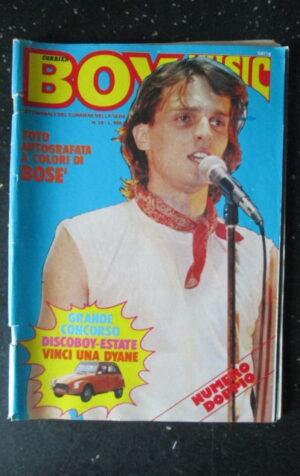 CORRIER
BOY MUSIC
SETTIMANALE DEL CORRIERE DELLA SERA
FOTO
AUTOGRAFATA
A COLORI DI
BOSE'
GRANDE
CONCORSO
DISCOBOY-ESTATE
VINCI UNA DYANE
NUMERO
DOPPIO